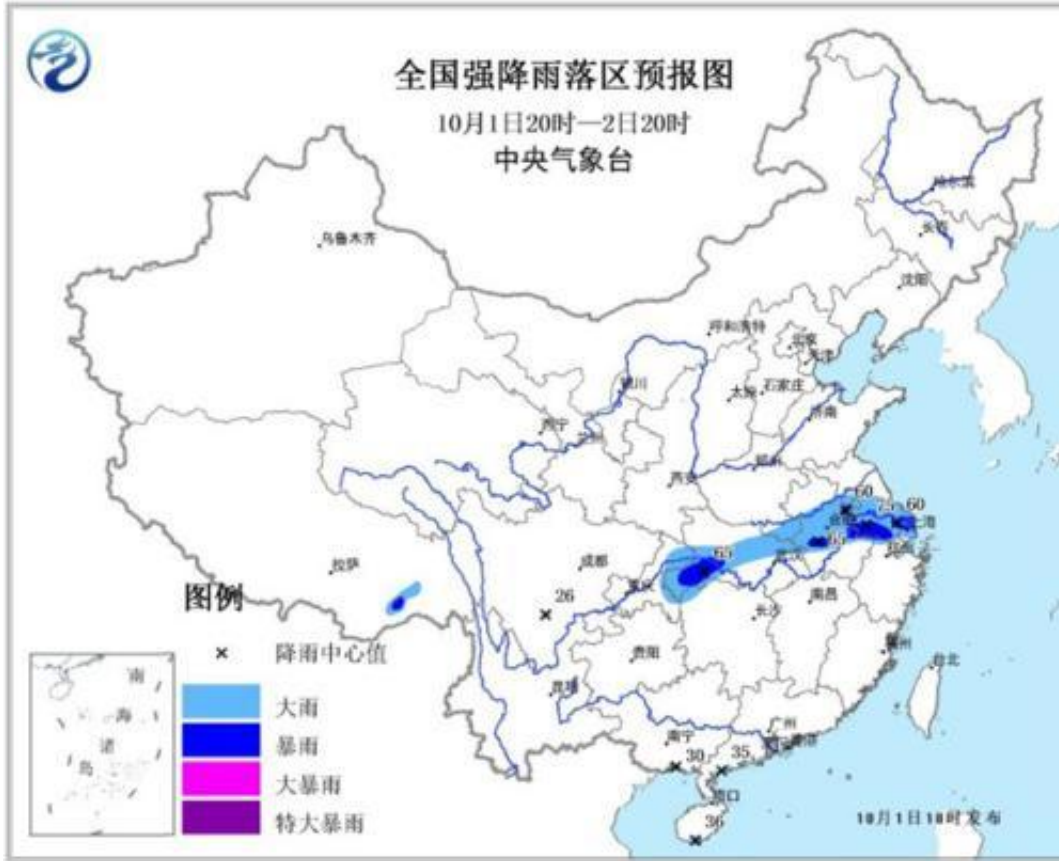 全国强降雨落区预报图
10月1日20时—2日20时
中央气象台
哈尔滨
长春
乌鲁木齐
沈阳
呼和浩特
北京
天津
银川
太原
石家庄
济南
西宁
兰州
郑州
西安
60
75
60
合肥
上海
65
杭州
武汉
65
拉萨
成都
重庆
26
南昌
长沙
贵阳
福州
台北
昆明
广州
南宁
香港
30
35
海口
36
图例
降雨中心值
大雨
暴雨
大暴雨
特大暴雨
南
海
诸
岛
10月1日18时发布